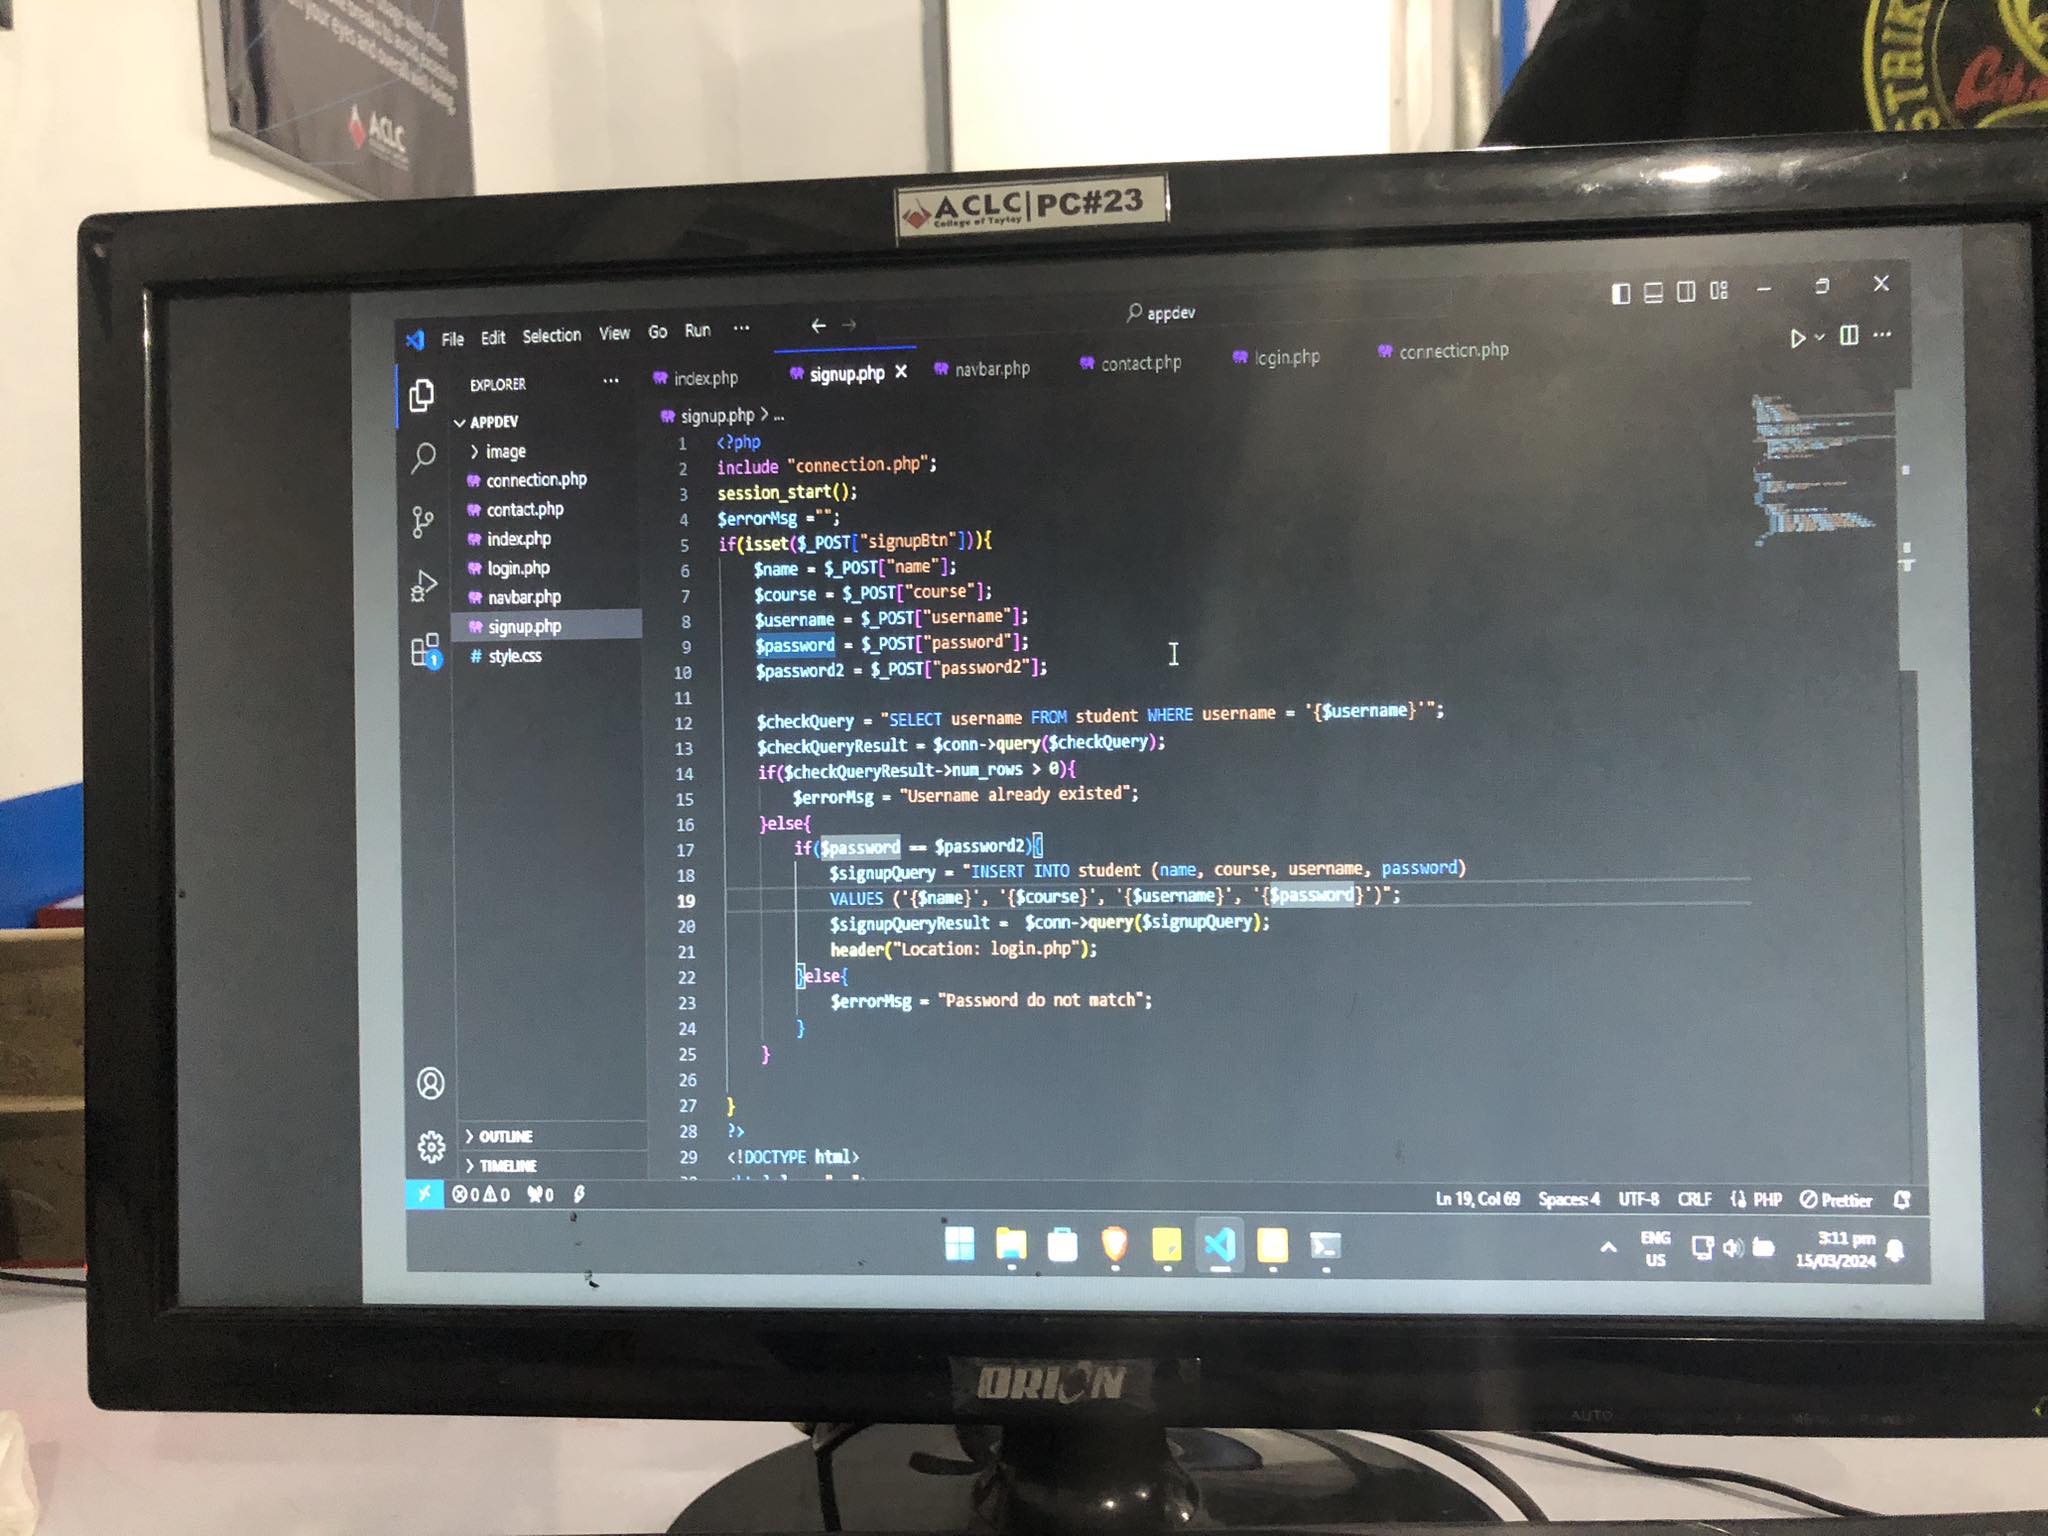 your eyes and overall well-being.
ACLC
STRIK
ACLC | PC#23
College of Taytay
File Edit Selection View Go Run ...
appdev
EXPLORER ...
index.php
signup.php
navbar.php
contact.php
login.php
connection.php
APPDEV
image
connection.php
contact.php
index.php
login.php
navbar.php
signup.php
# style.css
OUTLINE
TIMELINE
signup.php > ...
1 <?php
2 include "connection.php";
3 session_start();
4 $errorMsg ="";
5 if(isset($_POST["signupBtn"])){
6 $name = $_POST["name"];
7 $course = $_POST["course"];
8 $username = $_POST["username"];
9 $password = $_POST["password"];
10 $password2 = $_POST["password2"];
11
12 $checkQuery = "SELECT username FROM student WHERE username = '{$username}'";
13 $checkQueryResult = $conn->query($checkQuery);
14 if($checkQueryResult->num_rows > 0){
15 $errorMsg = "Username already existed";
16 }else{
17 if($password == $password2){
18 $signupQuery = "INSERT INTO student (name, course, username, password)
19 VALUES ('{$name}', '{$course}', '{$username}', '{$password}')";
20 $signupQueryResult = $conn->query($signupQuery);
21 header("Location: login.php");
22 }else{
23 $errorMsg = "Password do not match";
24 }
25 }
26
27 }
28 ?>
29 <!DOCTYPE html>
0 0 0
Ln 19, Col 69 Spaces: 4 UTF-8 CRLF PHP Prettier
ENG
US
3:11 pm
15/03/2024
ORION
AUTO